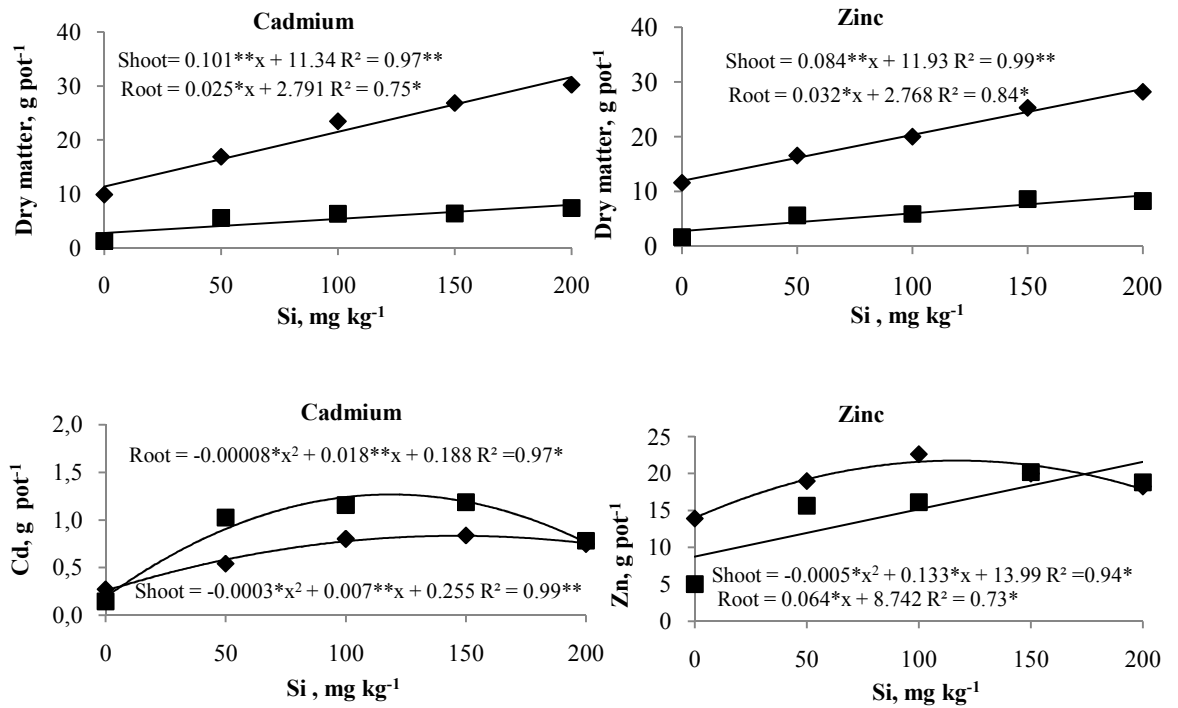 Cadmium
Shoot= 0.101**x + 11.34 R² = 0.97**
Root = 0.025*x + 2.791 R² = 0.75*
Dry matter, g pot⁻¹
40
30
20
10
0
0 50 100 150 200
Si, mg kg⁻¹
Zinc
Shoot = 0.084**x + 11.93 R² = 0.99**
Root = 0.032*x + 2.768 R² = 0.84*
Dry matter, g pot⁻¹
40
30
20
10
0
0 50 100 150 200
Si , mg kg⁻¹
Cadmium
Root = -0.00008*x² + 0.018**x + 0.188 R² =0.97*
Cd, g pot⁻¹
2,0
1,5
1,0
0,5
0,0
Shoot = -0.0003*x² + 0.007**x + 0.255 R² = 0.99**
0 50 100 150 200
Si , mg kg⁻¹
Zinc
Zn, g pot⁻¹
25
20
15
10
5
0
Shoot = -0.0005*x² + 0.133*x + 13.99 R² =0.94*
Root = 0.064*x + 8.742 R² = 0.73*
0 50 100 150 200
Si, mg kg⁻¹